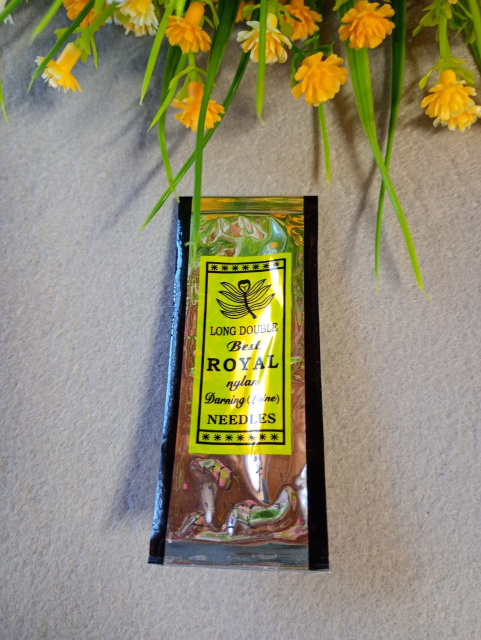 LONG DOUBLE
Best
ROYAL
nylan
Darning
NEEDLES